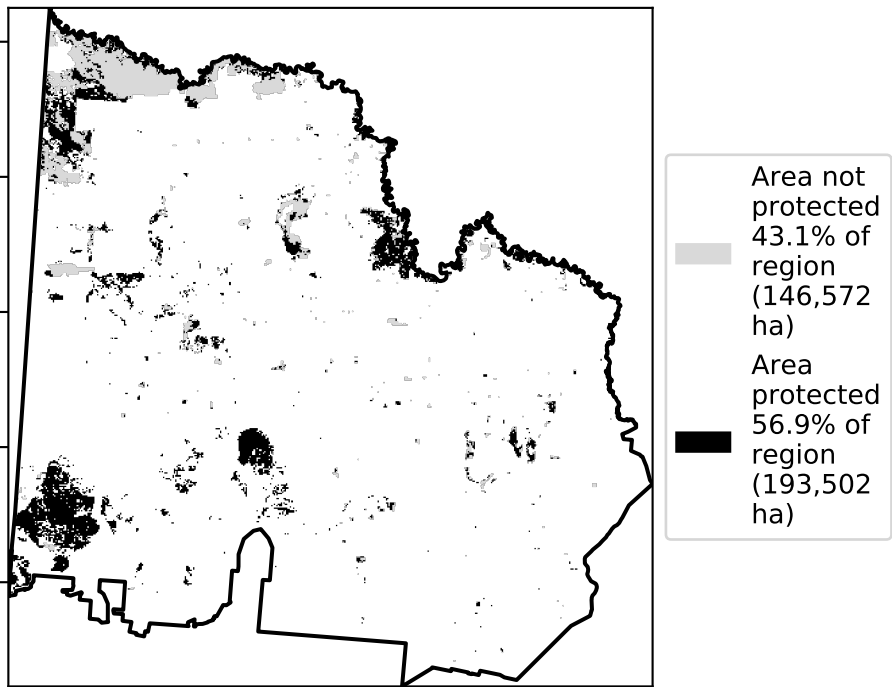 Area not
protected
43.1% of
region
(146,572
ha)
Area
protected
56.9% of
region
(193,502
ha)